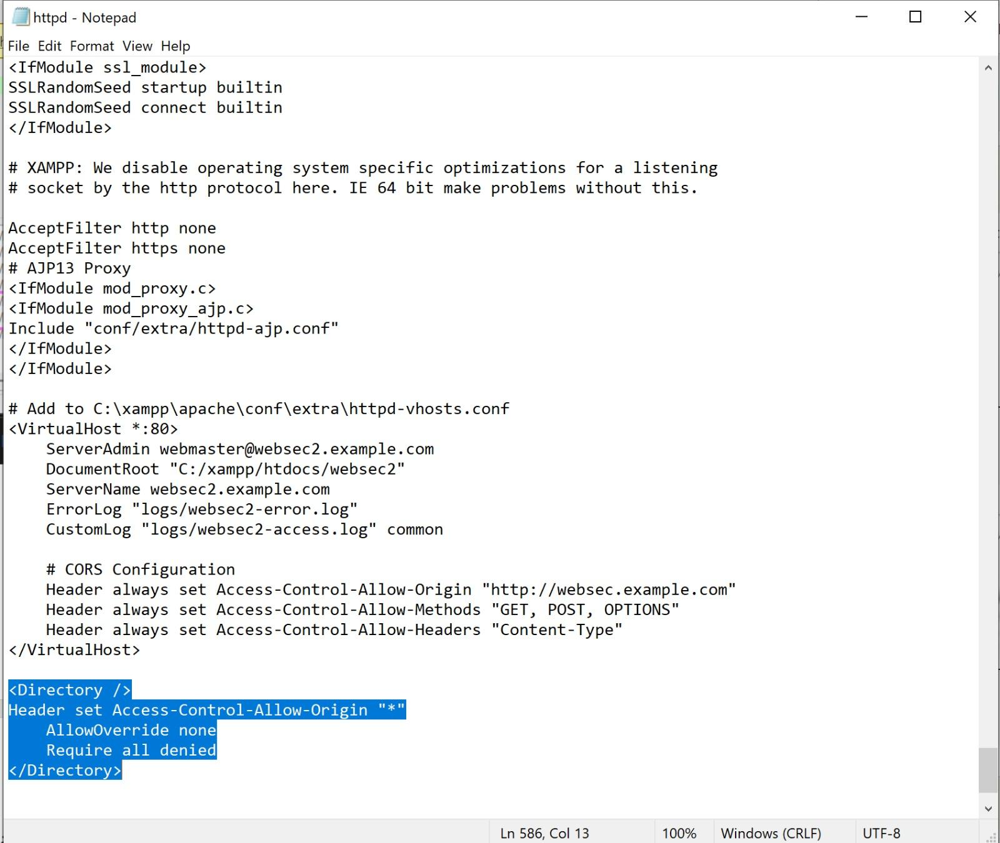 httpd - Notepad
File Edit Format View Help
<IfModule ssl_module>
SSLRandomSeed startup builtin
SSLRandomSeed connect builtin
</IfModule>
# XAMPP: We disable operating system specific optimizations for a listening
# socket by the http protocol here. IE 64 bit make problems without this.
AcceptFilter http none
AcceptFilter https none
# AJP13 Proxy
<IfModule mod_proxy.c>
<IfModule mod_proxy_ajp.c>
Include "conf/extra/httpd-ajp.conf"
</IfModule>
</IfModule>
# Add to C:\xampp\apache\conf\extra\httpd-vhosts.conf
<VirtualHost *:80>
    ServerAdmin webmaster@websec2.example.com
    DocumentRoot "C:/xampp/htdocs/websec2"
    ServerName websec2.example.com
    ErrorLog "logs/websec2-error.log"
    CustomLog "logs/websec2-access.log" common
    # CORS Configuration
    Header always set Access-Control-Allow-Origin "http://websec.example.com"
    Header always set Access-Control-Allow-Methods "GET, POST, OPTIONS"
    Header always set Access-Control-Allow-Headers "Content-Type"
</VirtualHost>
<Directory />
Header set Access-Control-Allow-Origin "*"
    AllowOverride none
    Require all denied
</Directory>
Ln 586, Col 13 100% Windows (CRLF) UTF-8